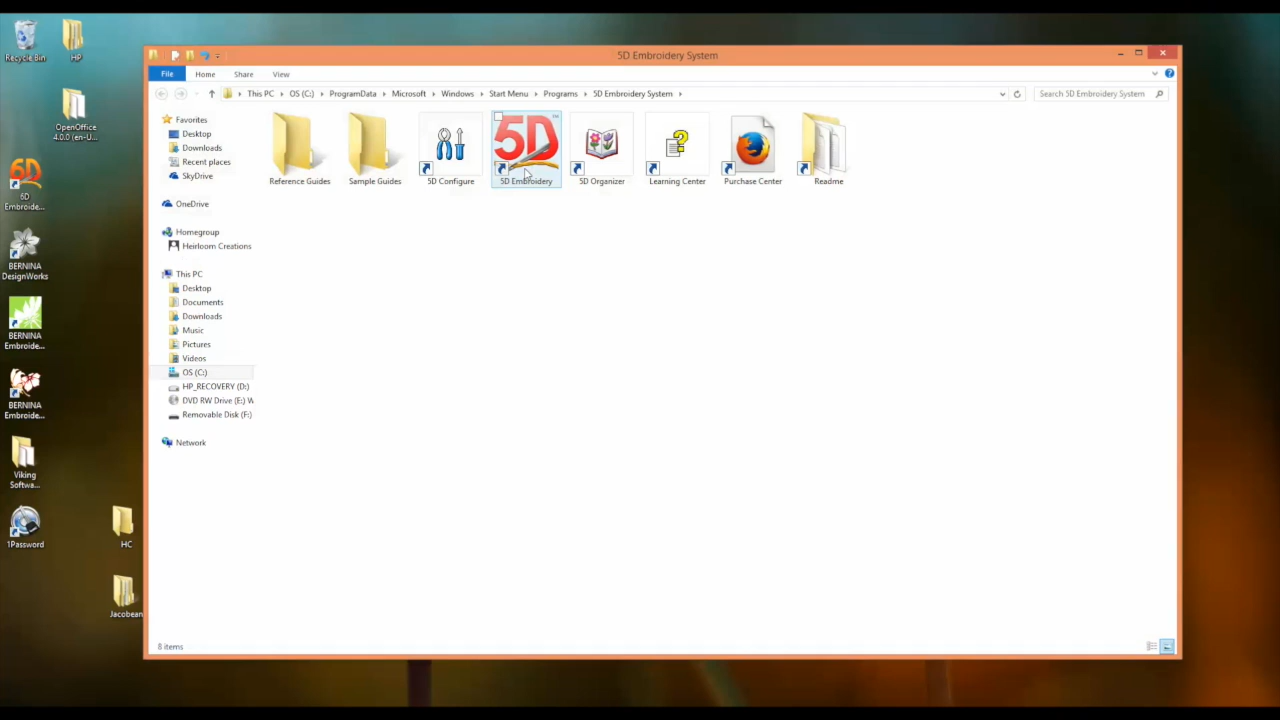 5D Embroidery System
File Home Share View
This PC OS (C:) ProgramData Microsoft Windows Start Menu Programs 5D Embroidery System
Search 5D Embroidery System
Recycle Bin
HP
OpenOffice
4.0.0 (en-U...
5D
Embroide...
BERNINA
DesignWorks
BERNINA
Embroide...
BERNINA
Embroide...
Viking
Softwa...
1Password
HC
Jacobean
Favorites
Desktop
Downloads
Recent places
SkyDrive
OneDrive
Homegroup
Heirloom Creations
This PC
Desktop
Documents
Downloads
Music
Pictures
Videos
OS (C:)
HP_RECOVERY (D:)
DVD RW Drive (E:) W
Removable Disk (F:)
Network
Reference Guides
Sample Guides
5D Configure
5D
5D Embroidery
5D Organizer
Learning Center
Purchase Center
Readme
8 items